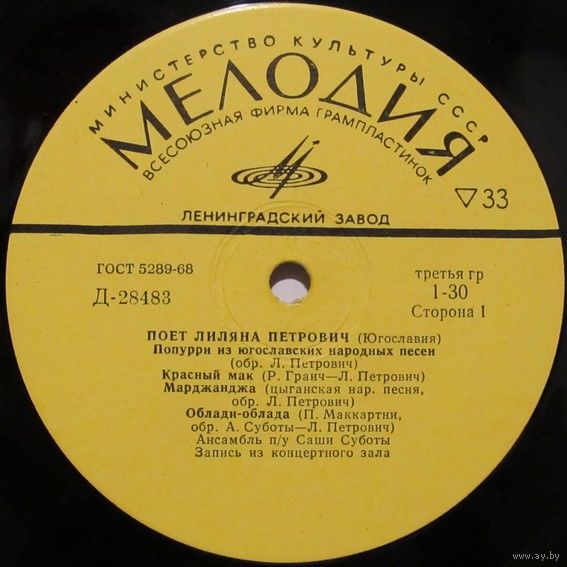 МИНИСТЕРСТВО КУЛЬТУРЫ СССР
МЕЛОДИЯ
ВСЕСОЮЗНАЯ ФИРМА ГРАМПЛАСТИНОК
▽33
ЛЕНИНГРАДСКИЙ ЗАВОД
ГОСТ 5289-68
третья гр
Д-28483
1-30
Сторона 1
ПОЕТ ЛИЛЯНА ПЕТРОВИЧ (Югославия)
Попурри из югославских народных песен
(обр. Л. Петрович)
Красный мак (Р. Граич—Л. Петрович)
Марджанджа (цыганская нар. песня,
обр. Л. Петрович)
Облади-облада (П. Маккартни,
обр. А. Суботы—Л. Петрович)
Ансамбль п/у Саши Суботы
Запись из концертного зала
www.ay.by